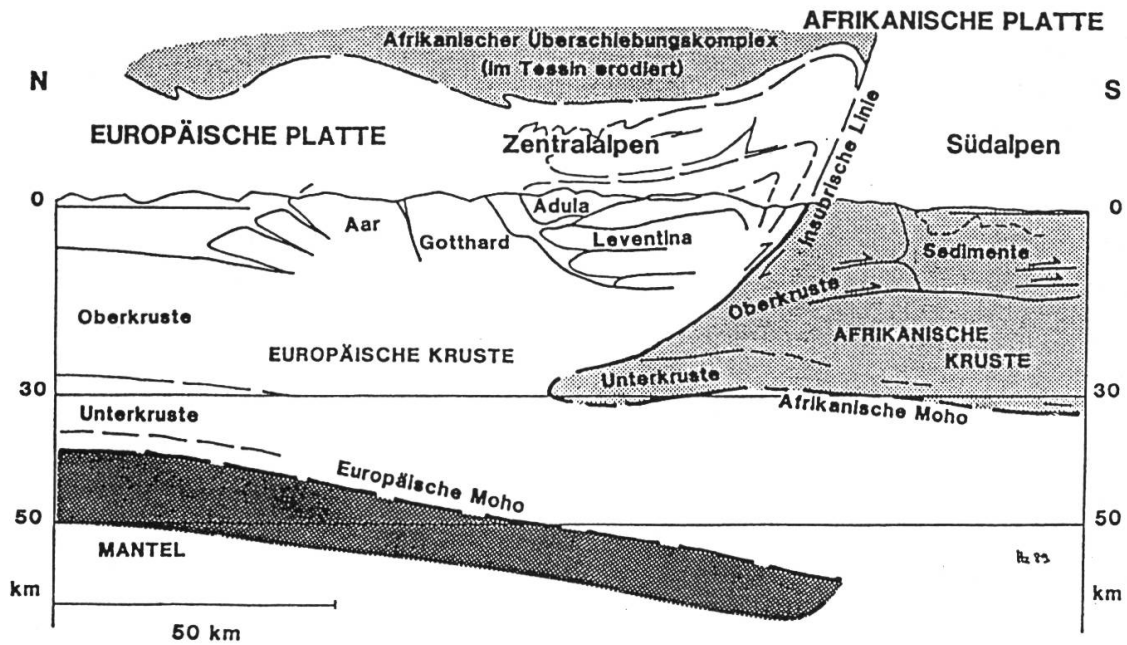 AFRIKANISCHE PLATTE
Afrikanischer Überschiebungskomplex
(im Tessin erodiert)
N
S
EUROPÄISCHE PLATTE
Zentralalpen
Insubrische Linie
Südalpen
0
0
Aar
Gotthard
Adula
Leventina
Sedimente
Oberkruste
Oberkruste
EUROPÄISCHE KRUSTE
AFRIKANISCHE
KRUSTE
Unterkruste
30
30
Afrikanische Moho
Unterkruste
Europäische Moho
50
50
MANTEL
km
km
50 km